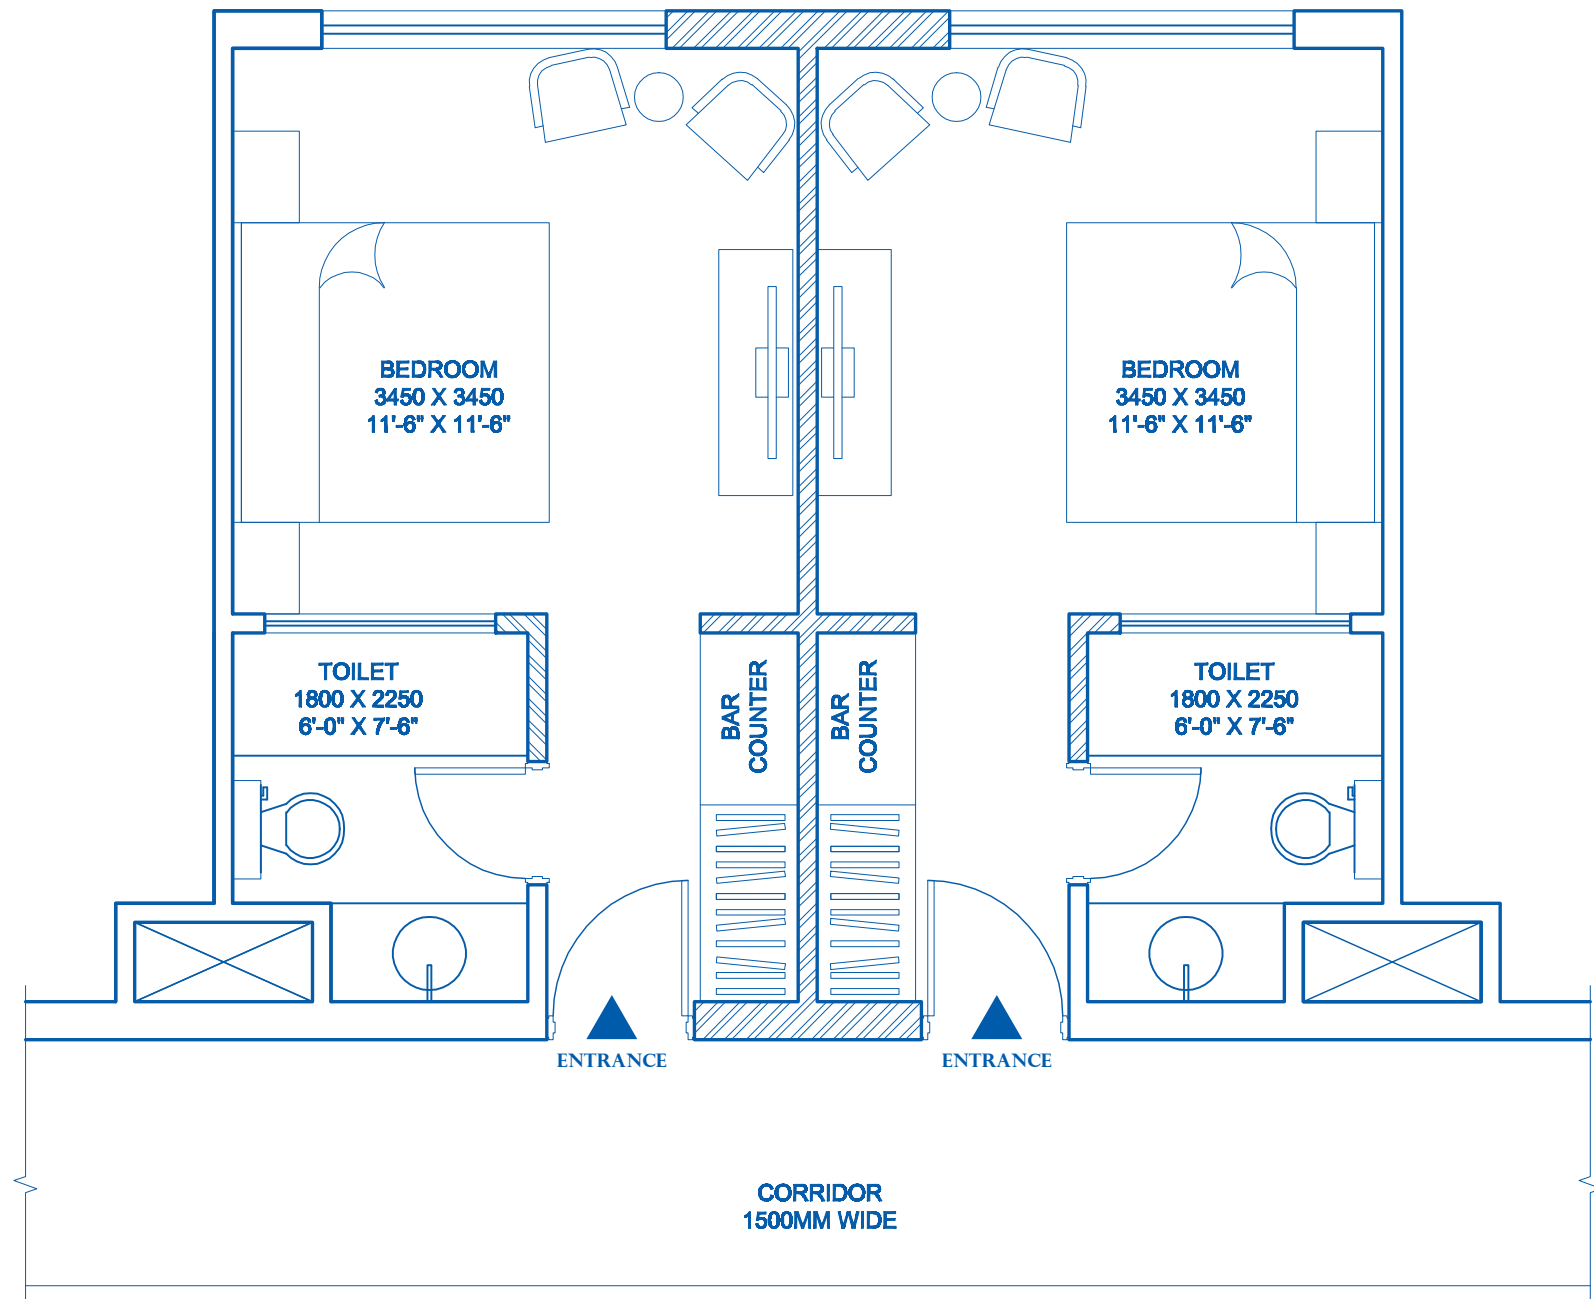 BEDROOM
3450 X 3450
11'-6" X 11'-6"
BEDROOM
3450 X 3450
11'-6" X 11'-6"
TOILET
1800 X 2250
6'-0" X 7'-6"
BAR
COUNTER
BAR
COUNTER
TOILET
1800 X 2250
6'-0" X 7'-6"
ENTRANCE
ENTRANCE
CORRIDOR
1500MM WIDE